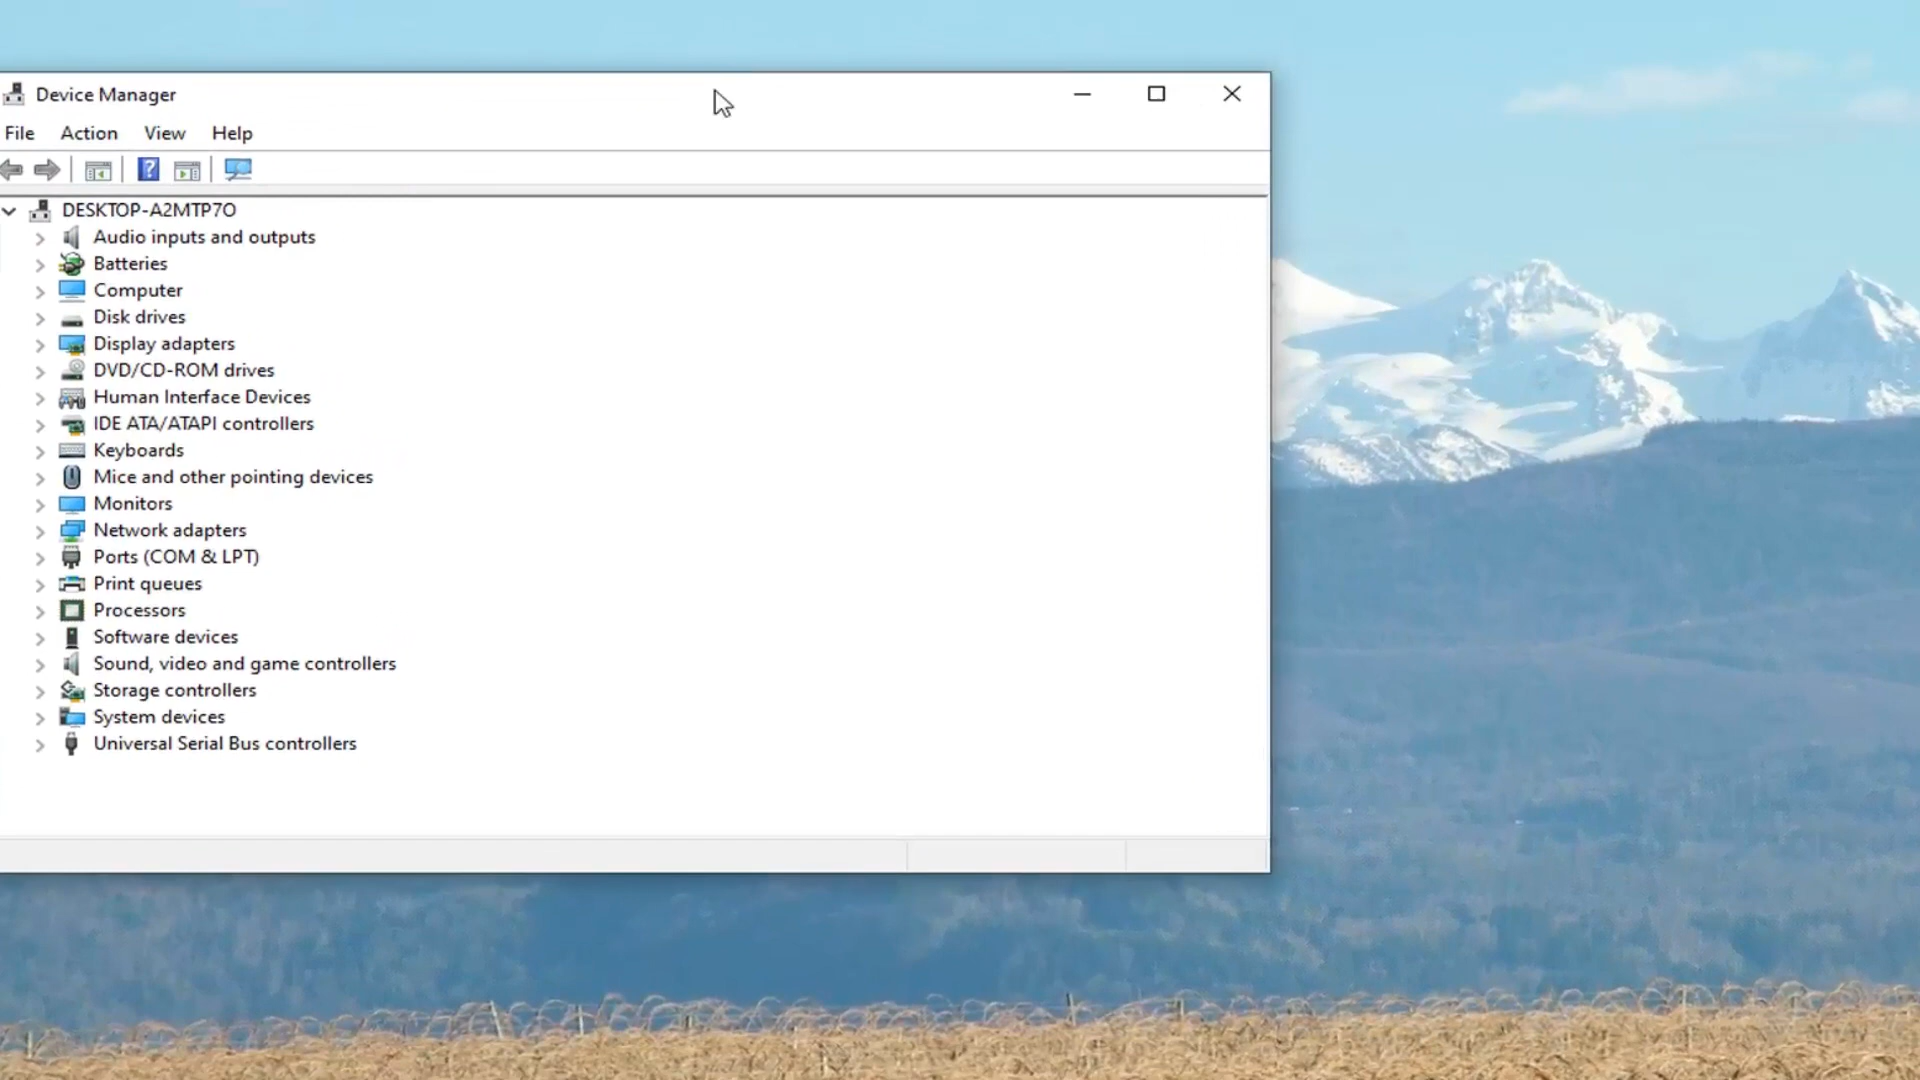 Device Manager
File Action View Help
?
DESKTOP-A2MTP7O
Audio inputs and outputs
Batteries
Computer
Disk drives
Display adapters
DVD/CD-ROM drives
Human Interface Devices
IDE ATA/ATAPI controllers
Keyboards
Mice and other pointing devices
Monitors
Network adapters
Ports (COM & LPT)
Print queues
Processors
Software devices
Sound, video and game controllers
Storage controllers
System devices
Universal Serial Bus controllers